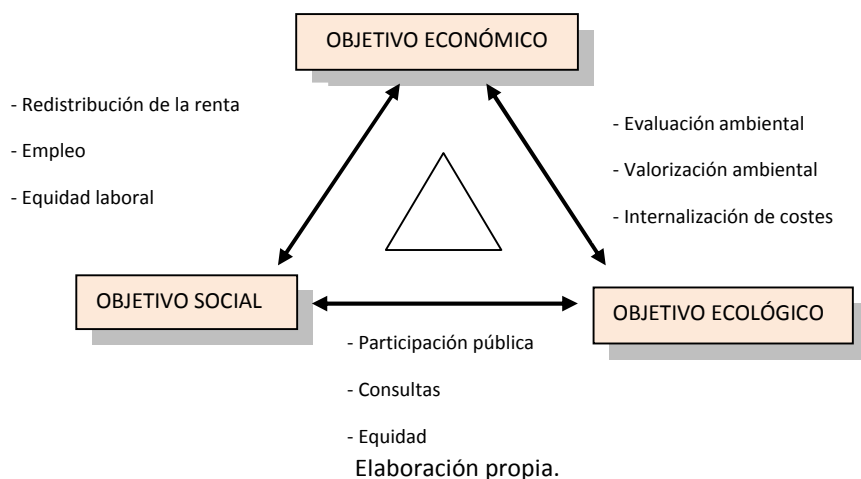 OBJETIVO ECONÓMICO
- Redistribución de la renta
- Empleo
- Equidad laboral
- Evaluación ambiental
- Valorización ambiental
- Internalización de costes
OBJETIVO SOCIAL
OBJETIVO ECOLÓGICO
- Participación pública
- Consultas
- Equidad
Elaboración propia.